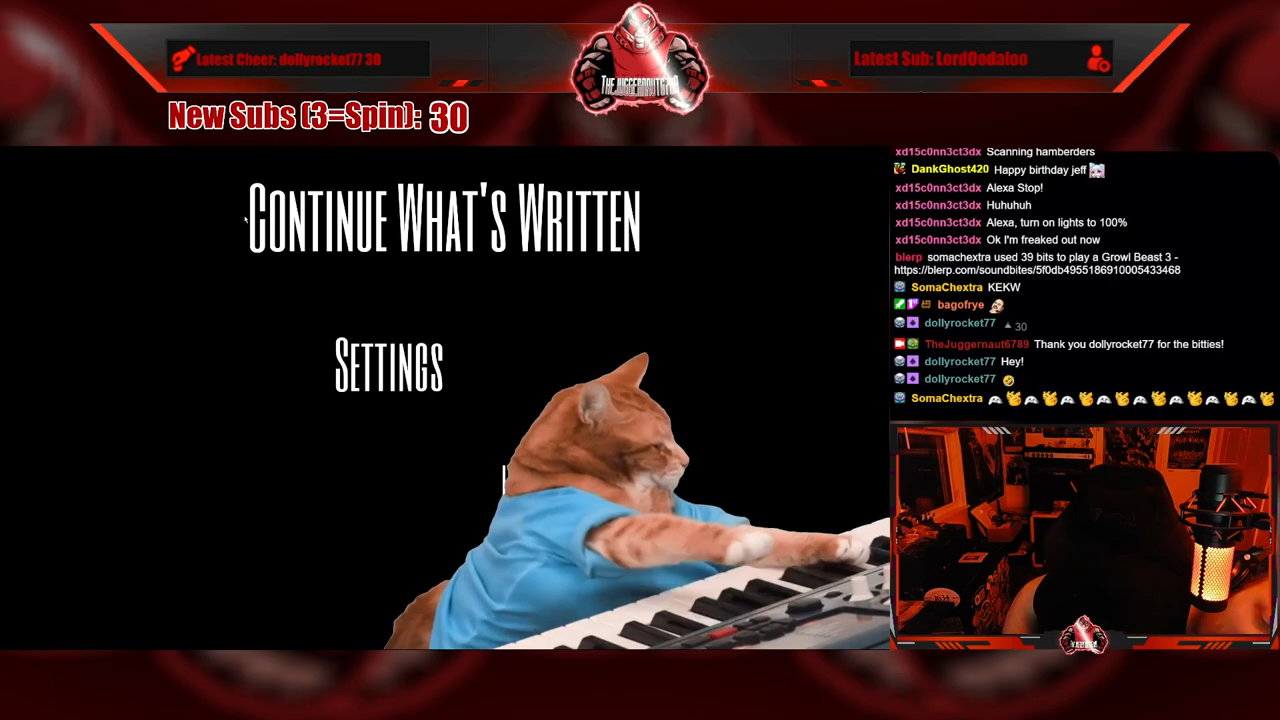 Latest Cheer: dollyrocket77 30
THEJUGGERNAUT6789
Latest Sub: LordOodaloo
New Subs (3=Spin): 30
CONTINUE WHAT'S WRITTEN
SETTINGS
xd15c0nn3ct3dx Scanning hamberders
DankGhost420 Happy birthday jeff
xd15c0nn3ct3dx Alexa Stop!
xd15c0nn3ct3dx Huhuhuh
xd15c0nn3ct3dx Alexa, turn on lights to 100%
xd15c0nn3ct3dx Ok I'm freaked out now
blerp somachextra used 39 bits to play a Growl Beast 3 -
https://blerp.com/soundbites/5f0db4955186910005433468
SomaChextra KEKW
bagofrye
dollyrocket77 30
TheJuggernaut6789 Thank you dollyrocket77 for the bitties!
dollyrocket77 Hey!
dollyrocket77
SomaChextra